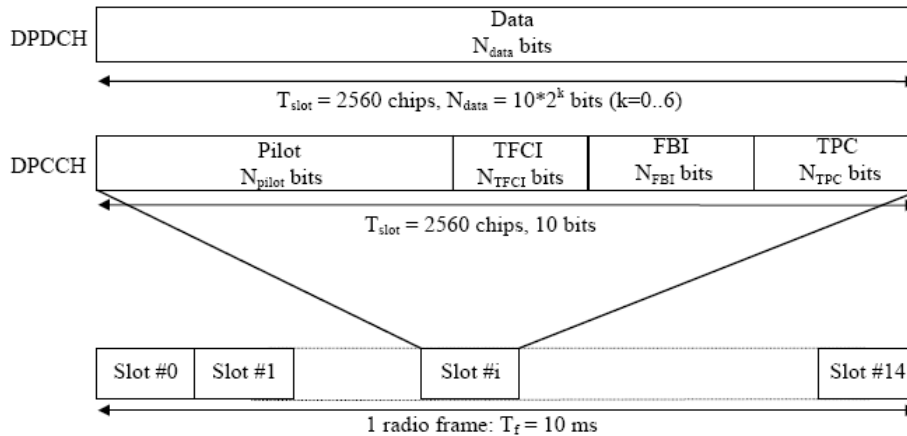 DPDCH
Data
N_data bits
T_slot = 2560 chips, N_data = 10*2^k bits (k=0..6)
DPCCH
Pilot
N_pilot bits
TFCI
N_TFCI bits
FBI
N_FBI bits
TPC
N_TPC bits
T_slot = 2560 chips, 10 bits
Slot #0
Slot #1
Slot #i
Slot #14
1 radio frame: T_f = 10 ms